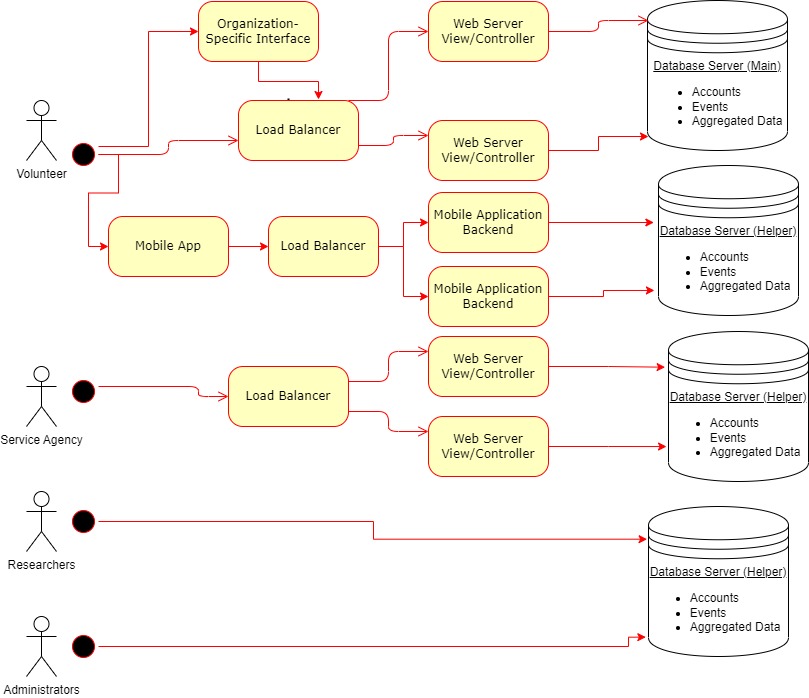 Organization-
Specific Interface
Web Server
View/Controller
Database Server (Main)
Accounts
Events
Aggregated Data
Load Balancer
Web Server
View/Controller
Volunteer
Mobile App
Load Balancer
Mobile Application
Backend
Mobile Application
Backend
Database Server (Helper)
Accounts
Events
Aggregated Data
Service Agency
Load Balancer
Web Server
View/Controller
Web Server
View/Controller
Database Server (Helper)
Accounts
Events
Aggregated Data
Researchers
Database Server (Helper)
Accounts
Events
Aggregated Data
Administrators